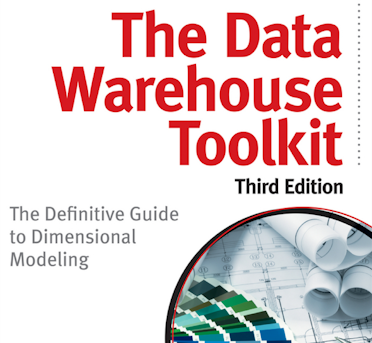 The Data
Warehouse
Toolkit
Third Edition
The Definitive Guide
to Dimensional
Modeling